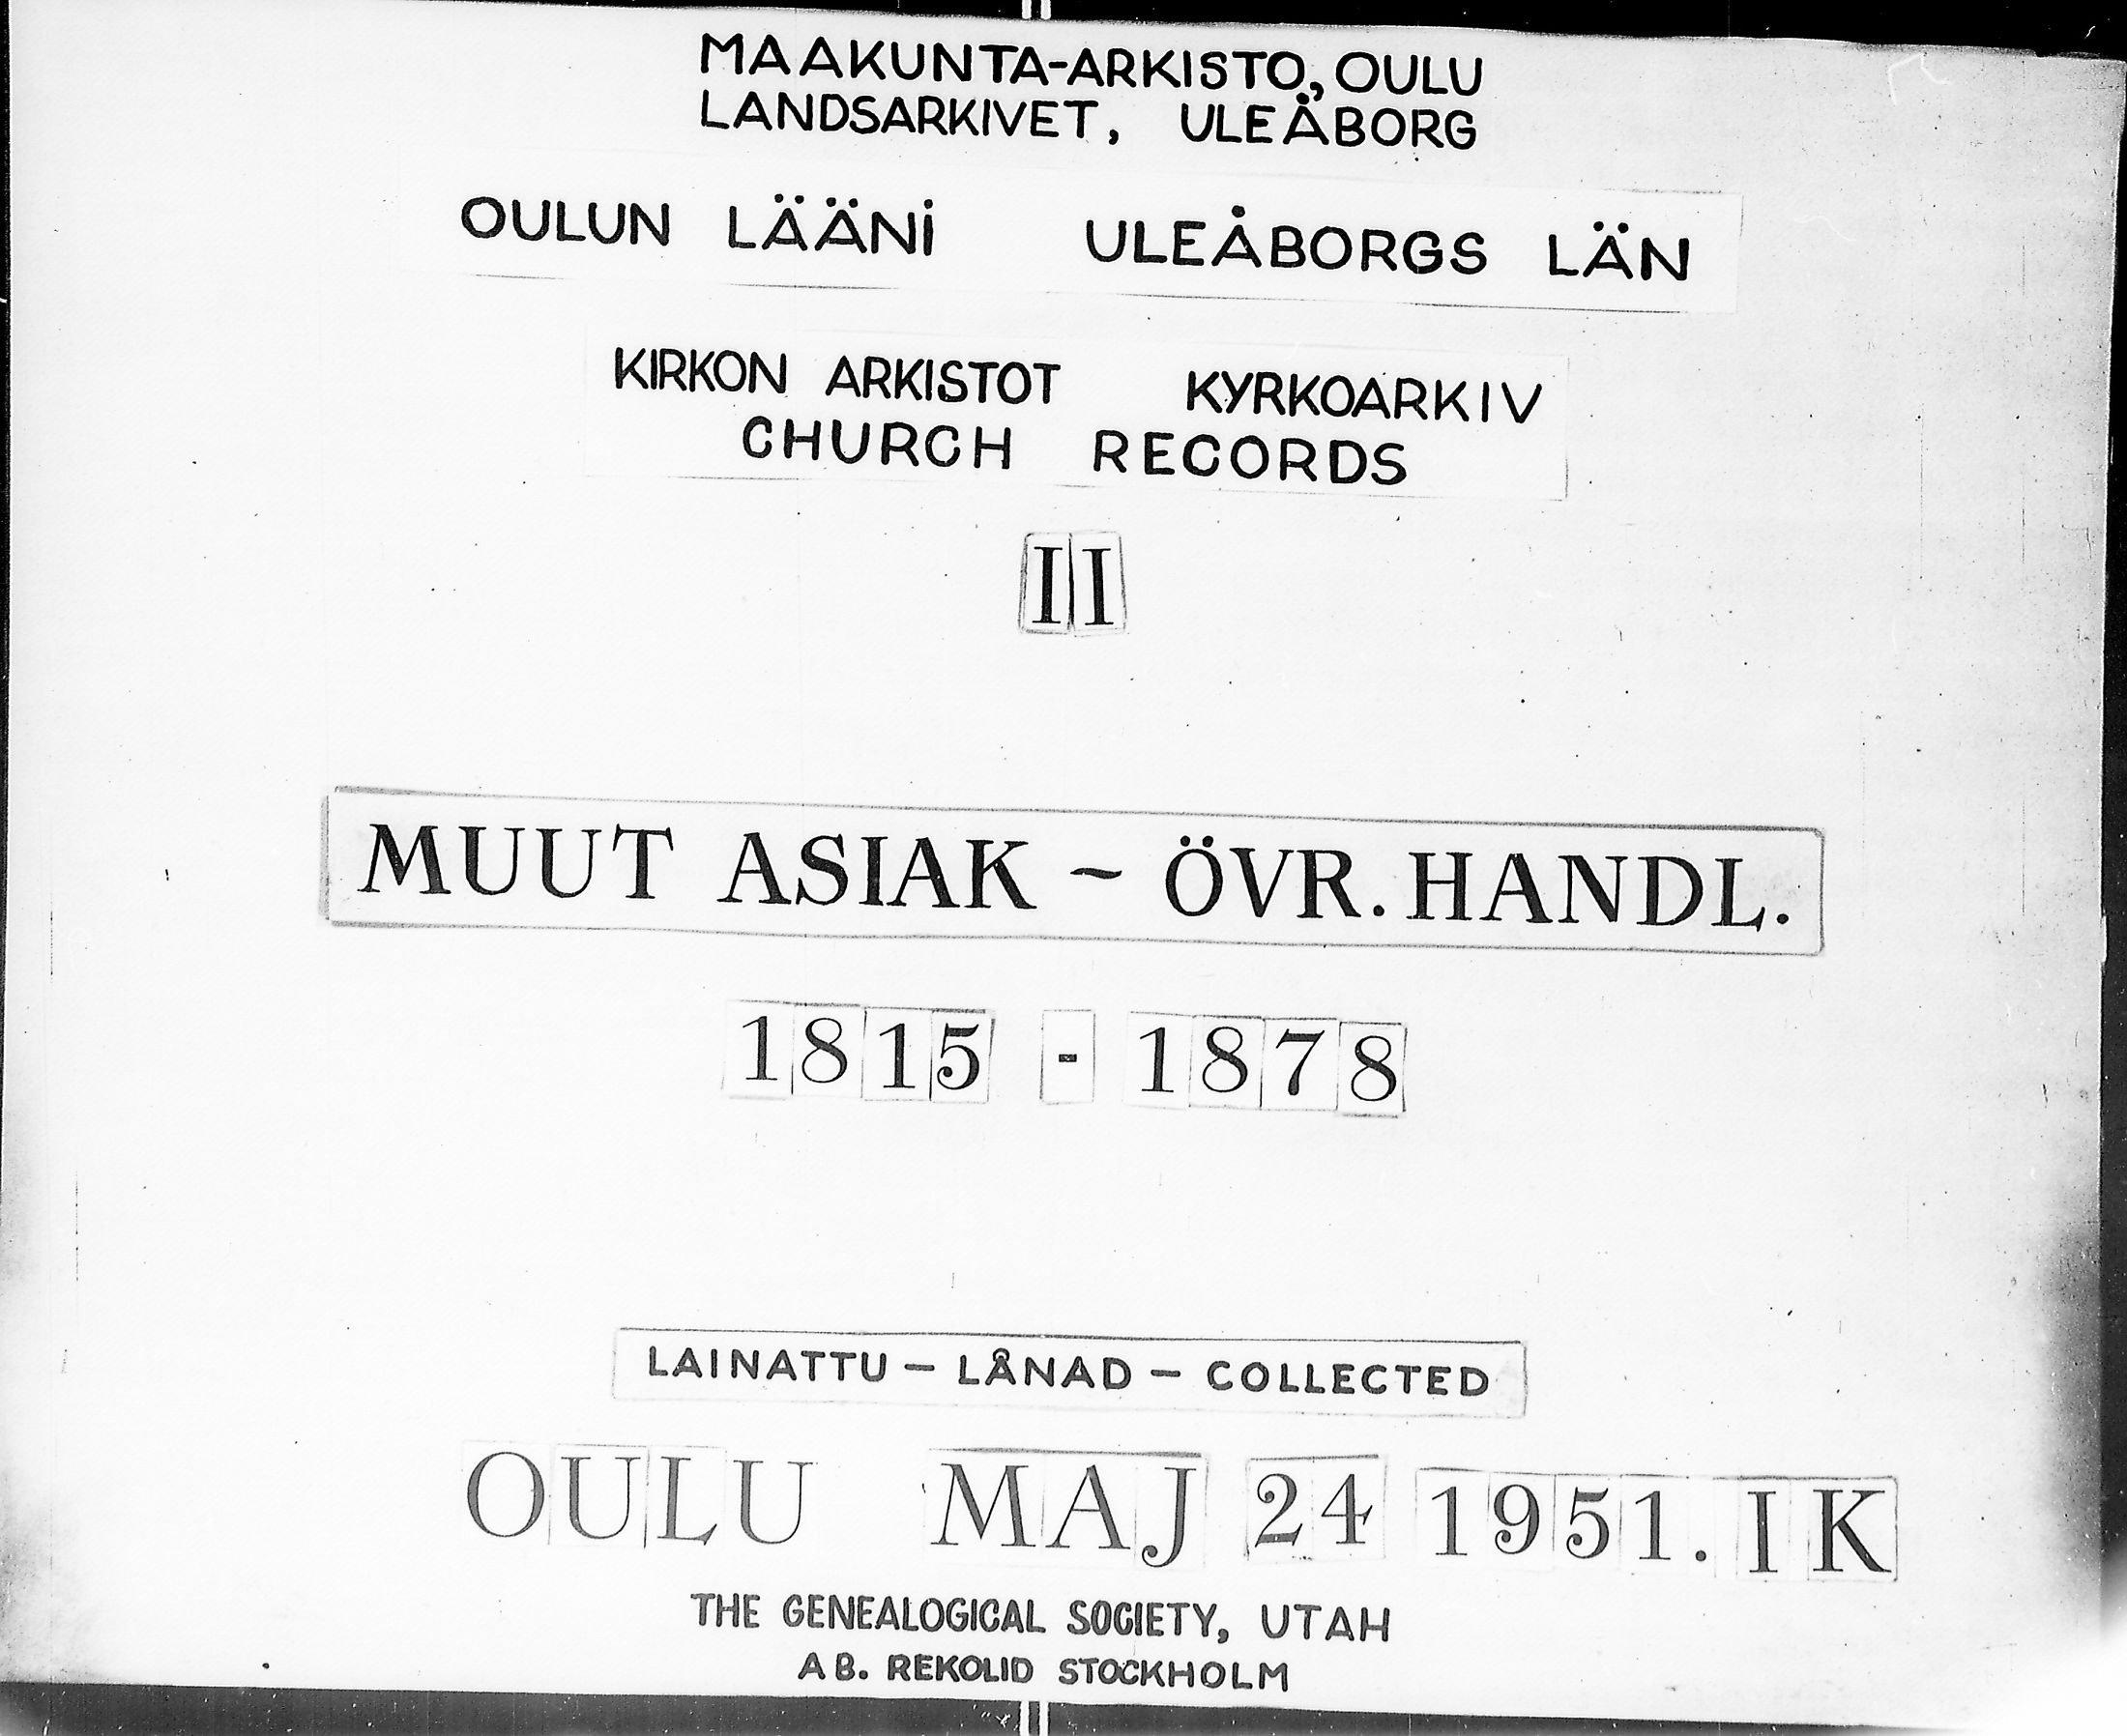 MAAKUNTA-ARKISTO, OULU
LANDSARKIVET, ULEÅBORG
OULUN LÄÄNI ULEÅBORGS LÄN
KIRKON ARKISTOT KYRKOARKIV
CHURCH RECORDS
II
MUUT ASIAK ~ ÖVR. HANDL.
1815 - 1878
LAINATTU - LÅNAD - COLLECTED
OULU MAJ 24 1951. IK
THE GENEALOGICAL SOCIETY, UTAH
AB. REKOLID STOCKHOLM